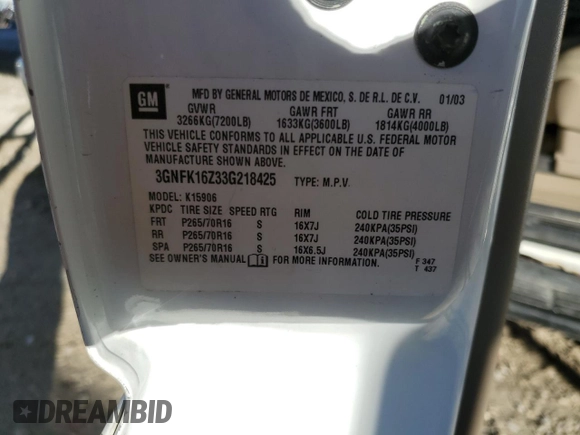 GM
MFD BY GENERAL MOTORS DE MEXICO, S. DE R.L. DE C.V. 01/03
GVWR GAWR FRT GAWR RR
3266KG(7200LB) 1633KG(3600LB) 1814KG(4000LB)
THIS VEHICLE CONFORMS TO ALL APPLICABLE U.S. FEDERAL MOTOR
VEHICLE SAFETY STANDARDS IN EFFECT ON THE DATE OF
MANUFACTURE SHOWN ABOVE.
3GNFK16Z33G218425 TYPE: M.P.V.
MODEL: K15906
KPDC TIRE SIZE SPEED RTG RIM COLD TIRE PRESSURE
FRT P265/70R16 S 16X7J 240KPA(35PSI)
RR P265/70R16 S 16X7J 240KPA(35PSI)
SPA P265/70R16 S 16X6.5J 240KPA(35PSI)
SEE OWNER'S MANUAL FOR MORE INFORMATION.
F 347
T 437
DREAMBID